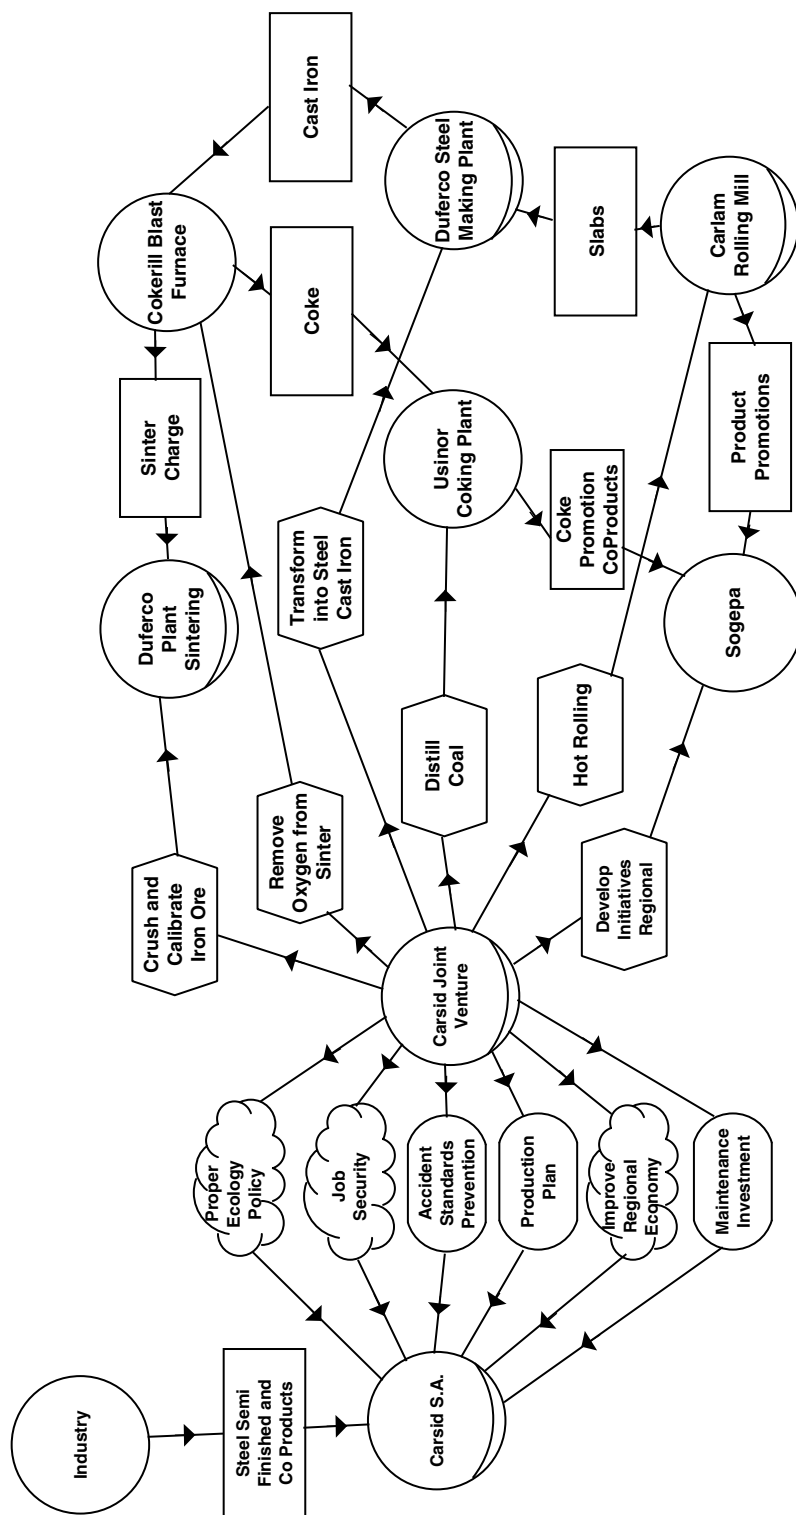 Industry
Steel Semi
Finished and
Co Products
Carsid S.A.
Proper
Ecology
Policy
Job
Security
Accident
Standards
Prevention
Production
Plan
Improve
Regional
Economy
Maintenance
Investment
Carsid Joint
Venture
Crush and
Calibrate
Iron Ore
Remove
Oxygen from
Sinter
Transform
into Steel
Cast Iron
Distill
Coal
Hot Rolling
Develop
Initiatives
Regional
Duferco
Plant
Sintering
Sinter
Charge
Cokerill Blast
Furnace
Cast Iron
Coke
Usinor
Coking Plant
Duferco Steel
Making Plant
Coke
Promotion
CoProducts
Slabs
Sogepa
Product
Promotions
Carlam
Rolling Mill